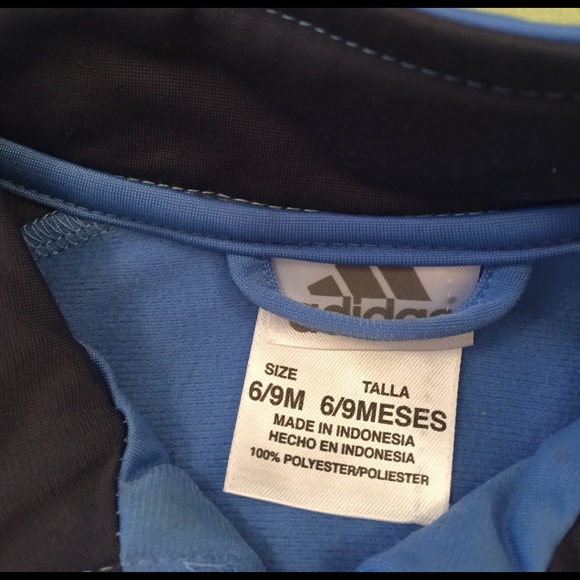 adidas
SIZE TALLA
6/9M 6/9MESES
MADE IN INDONESIA
HECHO EN INDONESIA
100% POLYESTER/POLIESTER